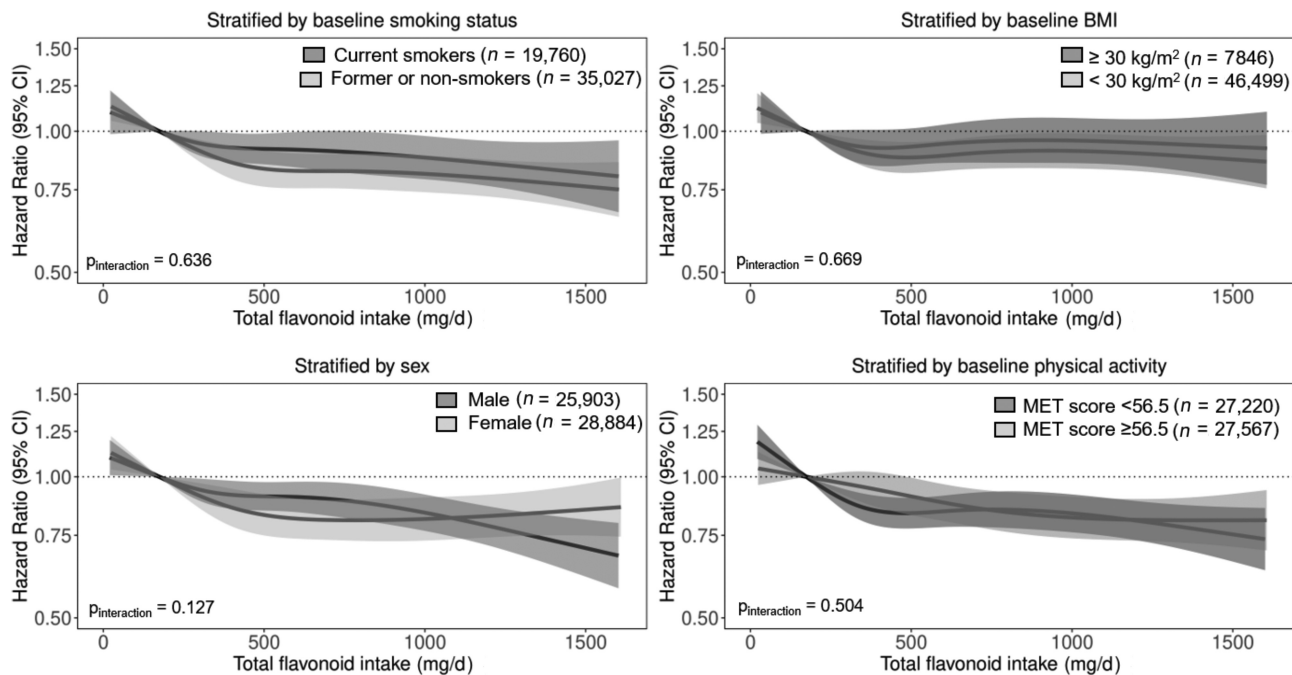 Stratified by baseline smoking status
Current smokers (n = 19,760)
Former or non-smokers (n = 35,027)
Hazard Ratio (95% CI)
1.50
1.25
1.00
0.75
0.50
pinteraction = 0.636
0 500 1000 1500
Total flavonoid intake (mg/d)
Stratified by baseline BMI
≥ 30 kg/m² (n = 7846)
< 30 kg/m² (n = 46,499)
Hazard Ratio (95% CI)
1.50
1.25
1.00
0.75
0.50
pinteraction = 0.669
0 500 1000 1500
Total flavonoid intake (mg/d)
Stratified by sex
Male (n = 25,903)
Female (n = 28,884)
Hazard Ratio (95% CI)
1.50
1.25
1.00
0.75
0.50
pinteraction = 0.127
0 500 1000 1500
Total flavonoid intake (mg/d)
Stratified by baseline physical activity
MET score <56.5 (n = 27,220)
MET score ≥56.5 (n = 27,567)
Hazard Ratio (95% CI)
1.50
1.25
1.00
0.75
0.50
pinteraction = 0.504
0 500 1000 1500
Total flavonoid intake (mg/d)